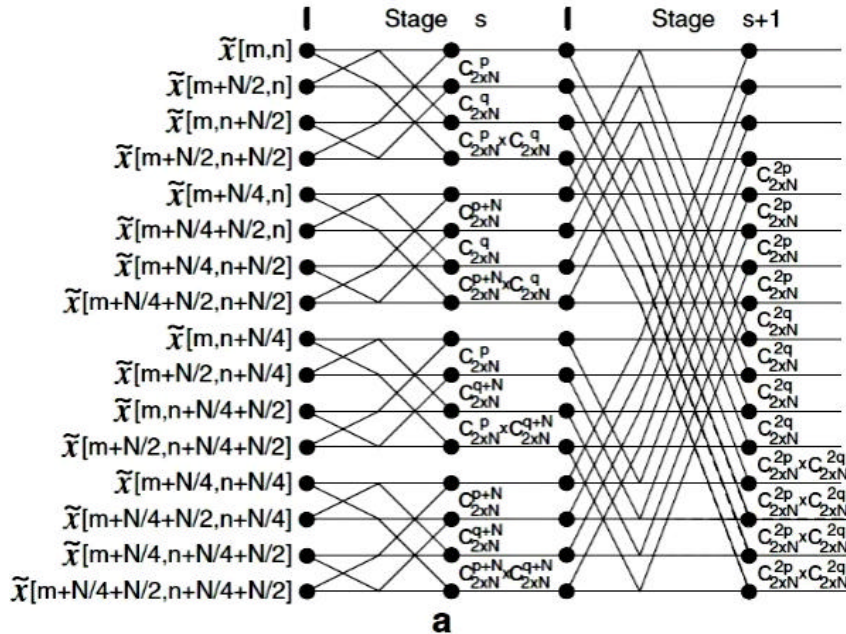 Stage s Stage s+1
x̃[m,n]
C_{2xN}^{p}
x̃[m+N/2,n]
C_{2xN}^{q}
x̃[m,n+N/2]
C_{2xN}^{p} x C_{2xN}^{q}
x̃[m+N/2,n+N/2]
C_{2xN}^{2p}
x̃[m+N/4,n]
C_{2xN}^{p+N} C_{2xN}^{2p}
x̃[m+N/4+N/2,n]
C_{2xN}^{q} C_{2xN}^{2p}
x̃[m+N/4,n+N/2]
C_{2xN}^{p+N} x C_{2xN}^{q} C_{2xN}^{2p}
x̃[m+N/4+N/2,n+N/2]
C_{2xN}^{2q}
x̃[m,n+N/4]
C_{2xN}^{p} C_{2xN}^{2q}
x̃[m+N/2,n+N/4]
C_{2xN}^{q+N} C_{2xN}^{2q}
x̃[m,n+N/4+N/2]
C_{2xN}^{p} x C_{2xN}^{q+N} C_{2xN}^{2q}
x̃[m+N/2,n+N/4+N/2]
C_{2xN}^{2p} x C_{2xN}^{2q}
x̃[m+N/4,n+N/4]
C_{2xN}^{p+N} C_{2xN}^{2p} x C_{2xN}^{2q}
x̃[m+N/4+N/2,n+N/4]
C_{2xN}^{q+N} C_{2xN}^{2p} x C_{2xN}^{2q}
x̃[m+N/4,n+N/4+N/2]
C_{2xN}^{p+N} x C_{2xN}^{q+N} C_{2xN}^{2p} x C_{2xN}^{2q}
x̃[m+N/4+N/2,n+N/4+N/2]
a